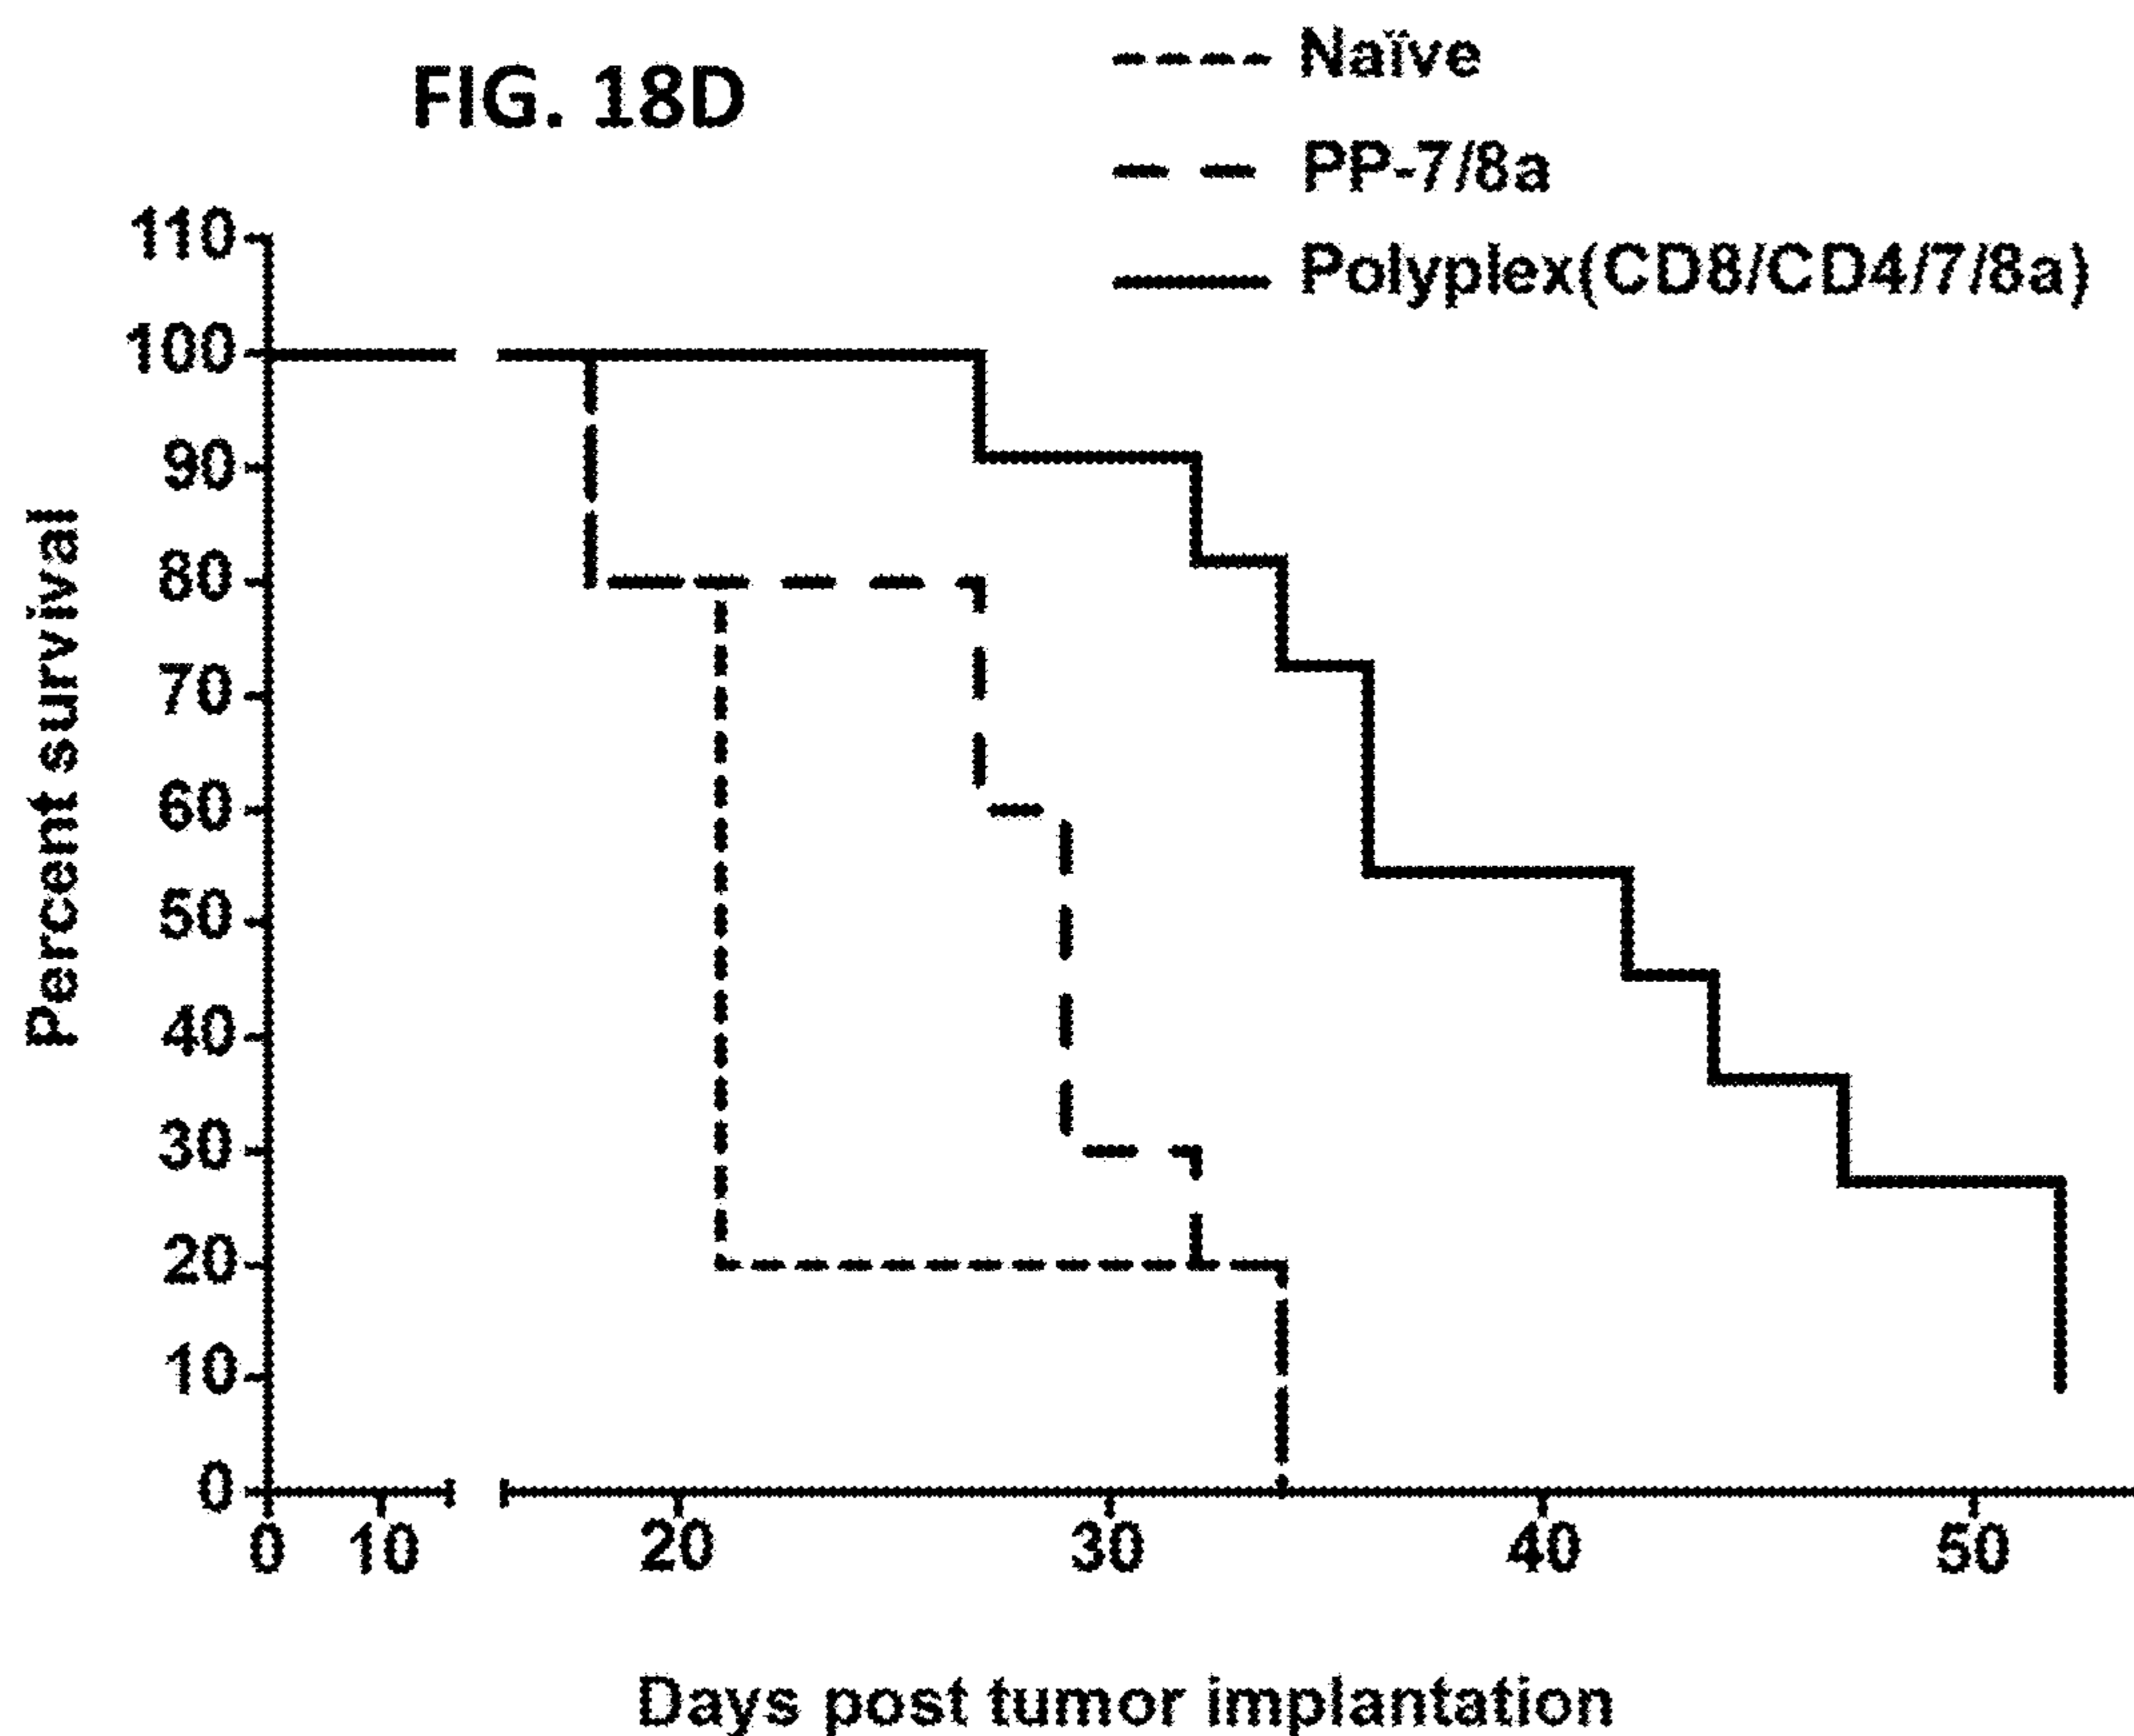 FIG. 18D
Naïve
PP-7/8a
Polyplex(CD8/CD4/7/8a)
110
100
90
80
70
60
50
40
30
20
10
0
Percent survival
0 10 20 30 40 50
Days post tumor implantation